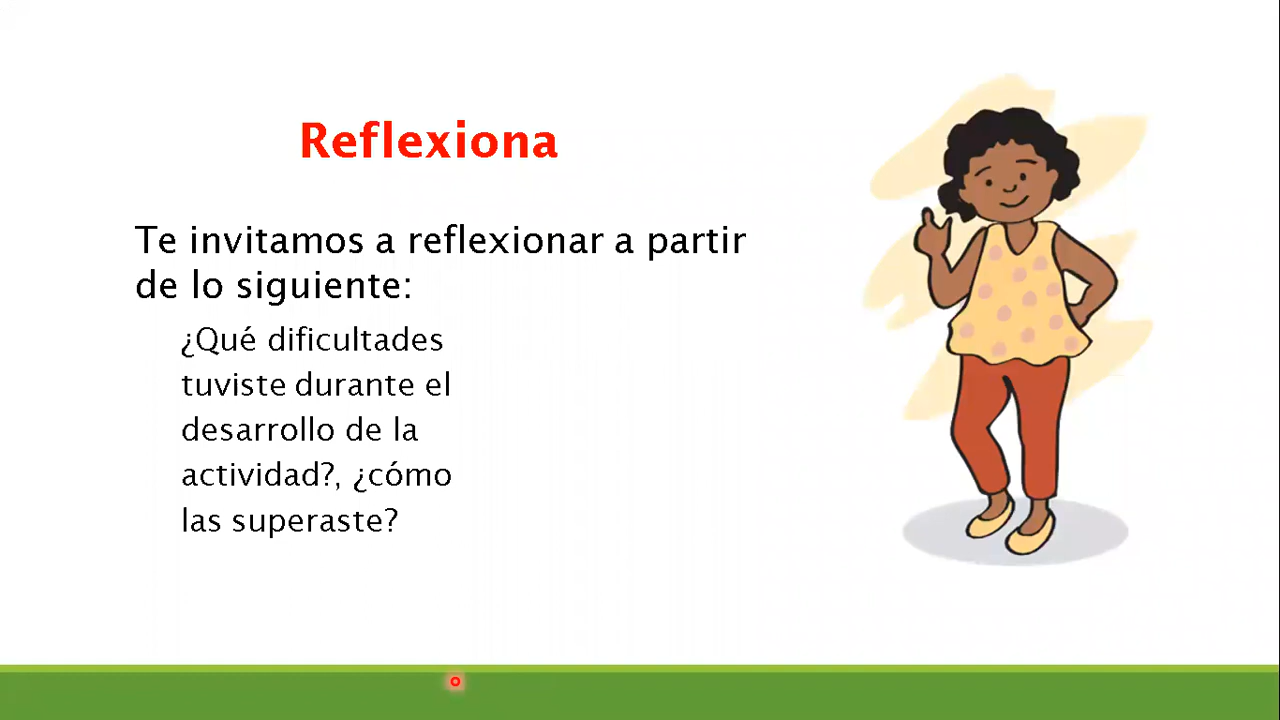 Reflexiona
Te invitamos a reflexionar a partir
de lo siguiente:
¿Qué dificultades
tuviste durante el
desarrollo de la
actividad?, ¿cómo
las superaste?